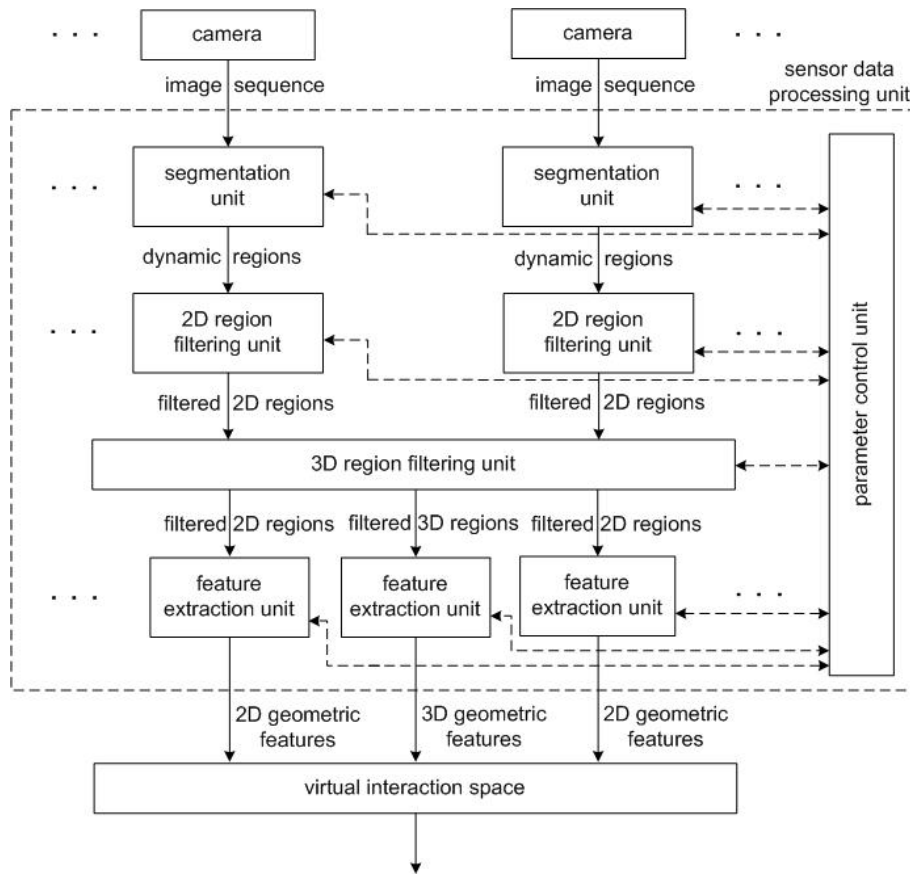 camera
camera
image sequence
image sequence
sensor data
processing unit
segmentation
unit
segmentation
unit
dynamic regions
dynamic regions
2D region
filtering unit
2D region
filtering unit
parameter control unit
filtered 2D regions
filtered 2D regions
3D region filtering unit
filtered 2D regions
filtered 3D regions
filtered 2D regions
feature
extraction unit
feature
extraction unit
feature
extraction unit
2D geometric
features
3D geometric
features
2D geometric
features
virtual interaction space